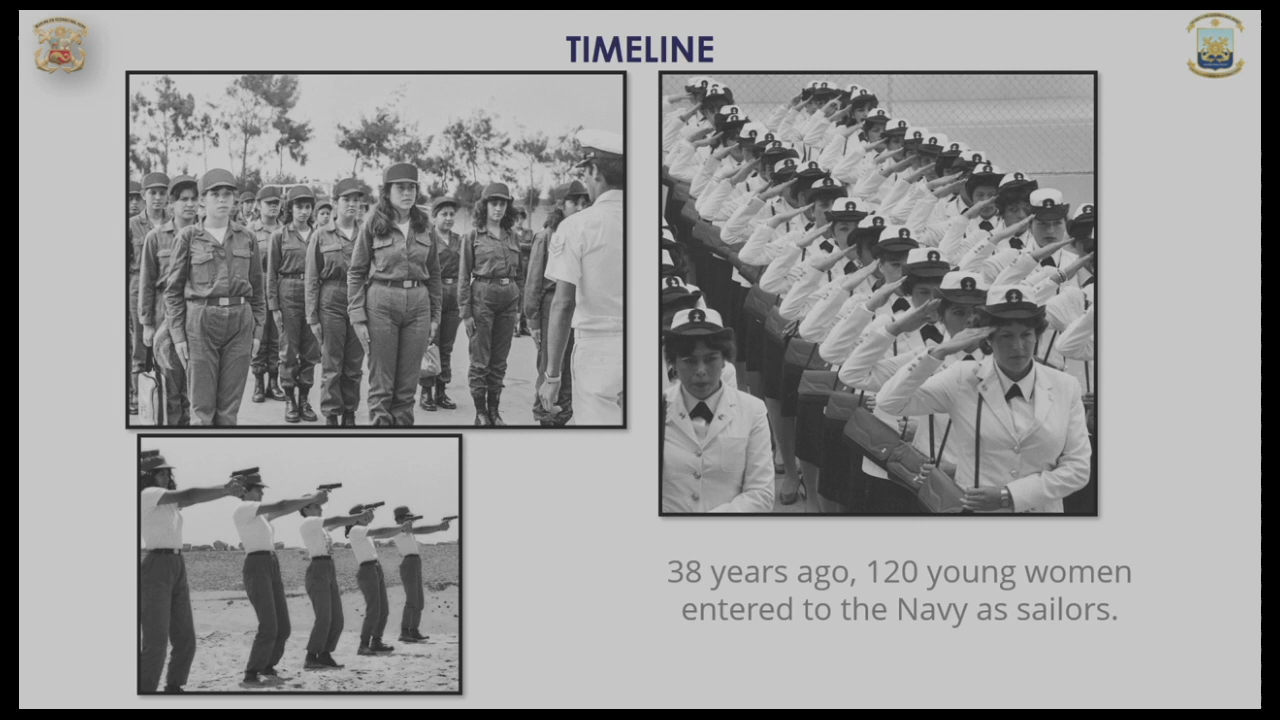 TIMELINE
38 years ago, 120 young women
entered to the Navy as sailors.